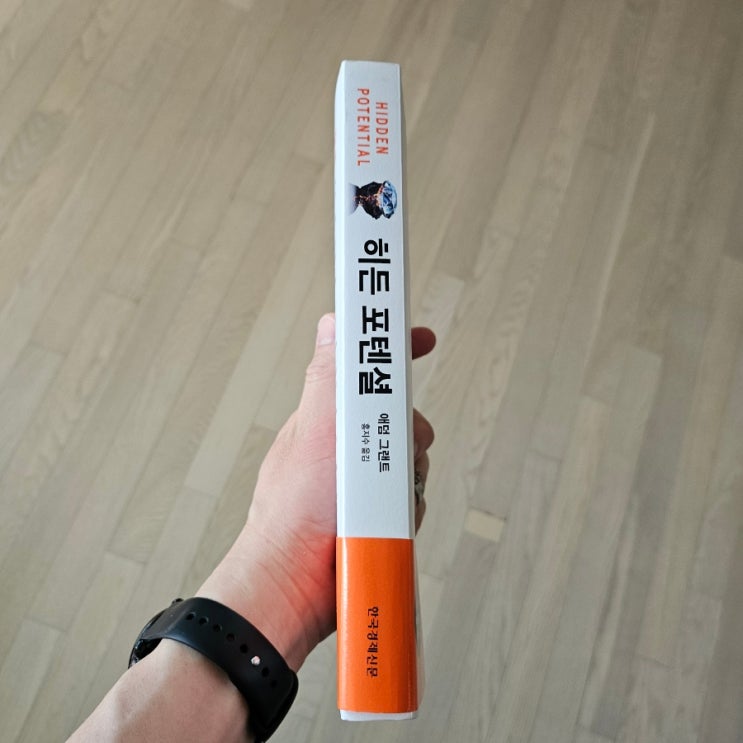 HIDDEN
POTENTIAL
히든 포텐셜
애덤 그랜트
홍지수 옮김
한국경제신문